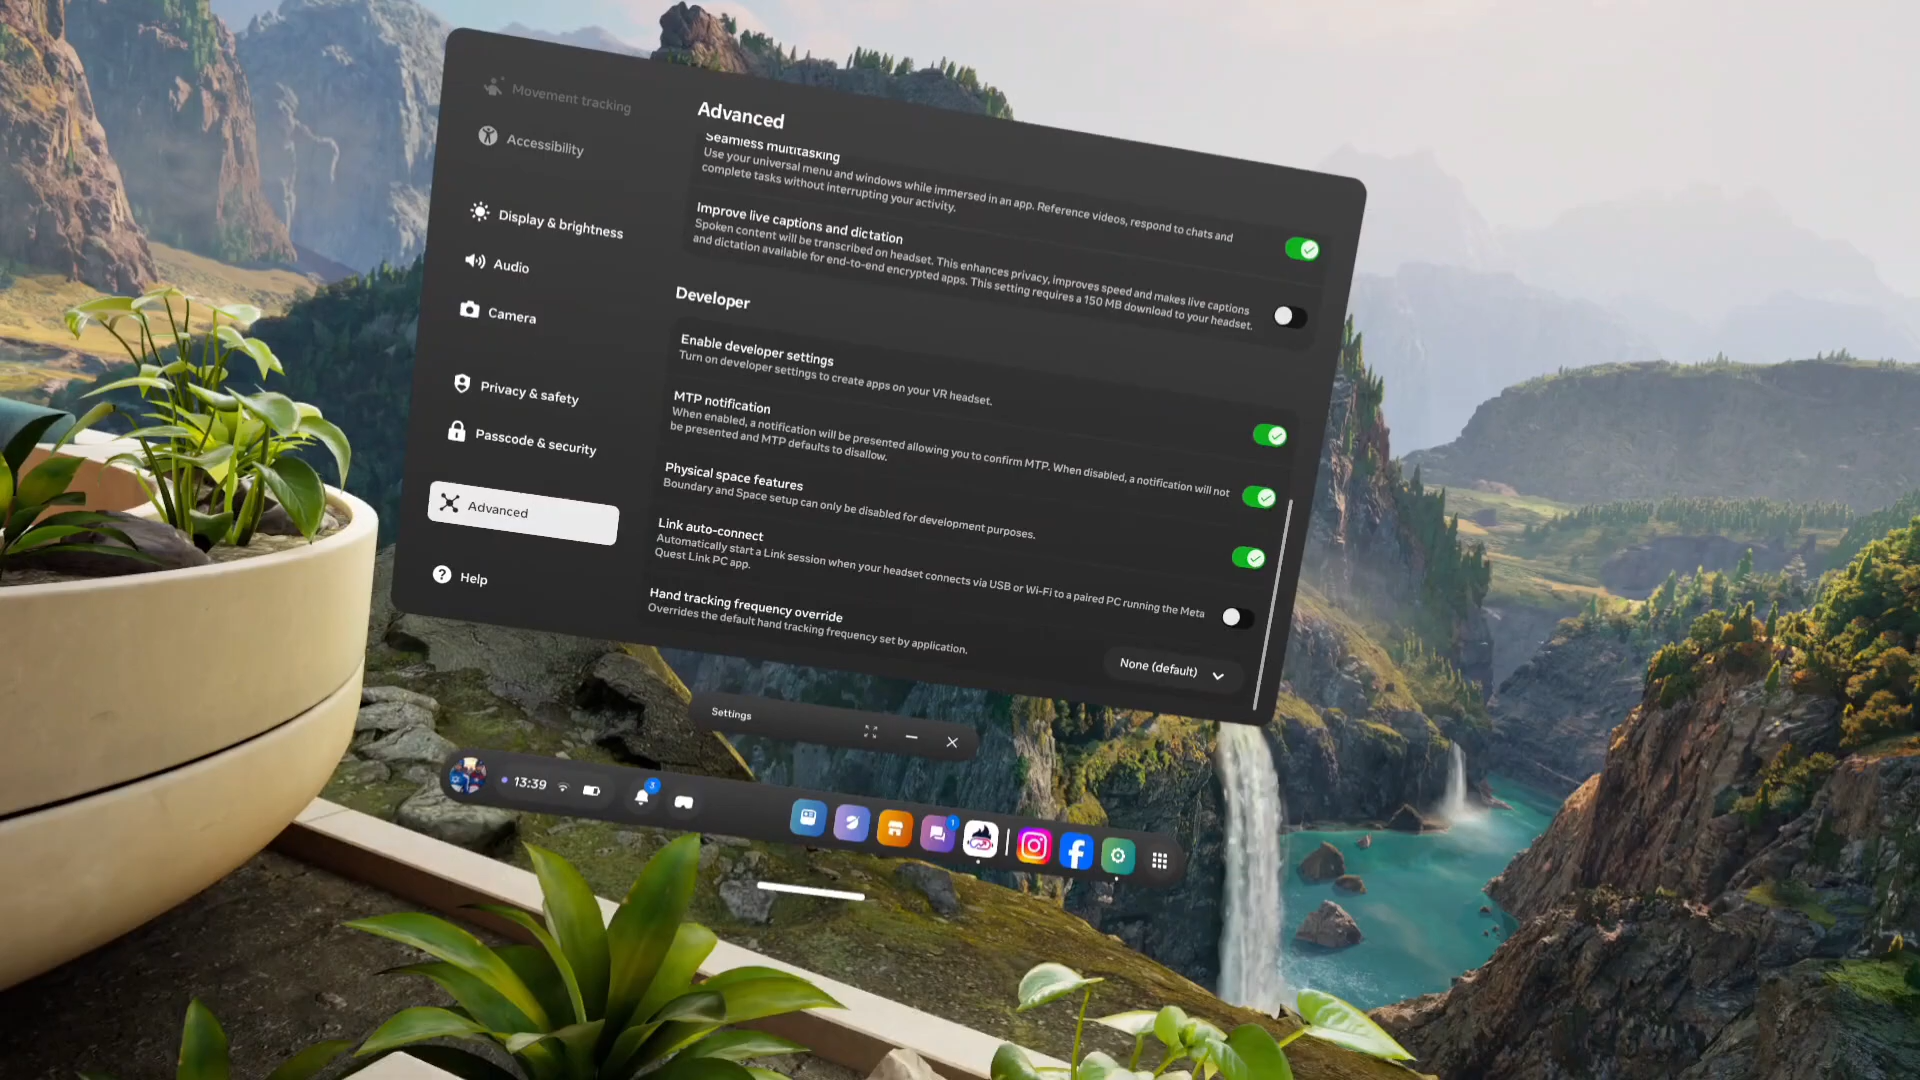 Movement tracking
Accessibility
Display & brightness
Audio
Camera
Privacy & safety
Passcode & security
Advanced
Help
Advanced
Seamless multitasking
Use your universal menu and windows while immersed in an app. Reference videos, respond to chats and
complete tasks without interrupting your activity.
Improve live captions and dictation
Spoken content will be transcribed on headset. This enhances privacy, improves speed and makes live captions
and dictation available for end-to-end encrypted apps. This setting requires a 150 MB download to your headset.
Developer
Enable developer settings
Turn on developer settings to create apps on your VR headset.
MTP notification
When enabled, a notification will be presented allowing you to confirm MTP. When disabled, a notification will not
be presented and MTP defaults to disallow.
Physical space features
Boundary and Space setup can only be disabled for development purposes.
Link auto-connect
Automatically start a Link session when your headset connects via USB or Wi-Fi to a paired PC running the Meta
Quest Link PC app.
Hand tracking frequency override
Overrides the default hand tracking frequency set by application.
None (default)
Settings
13:39
3
1